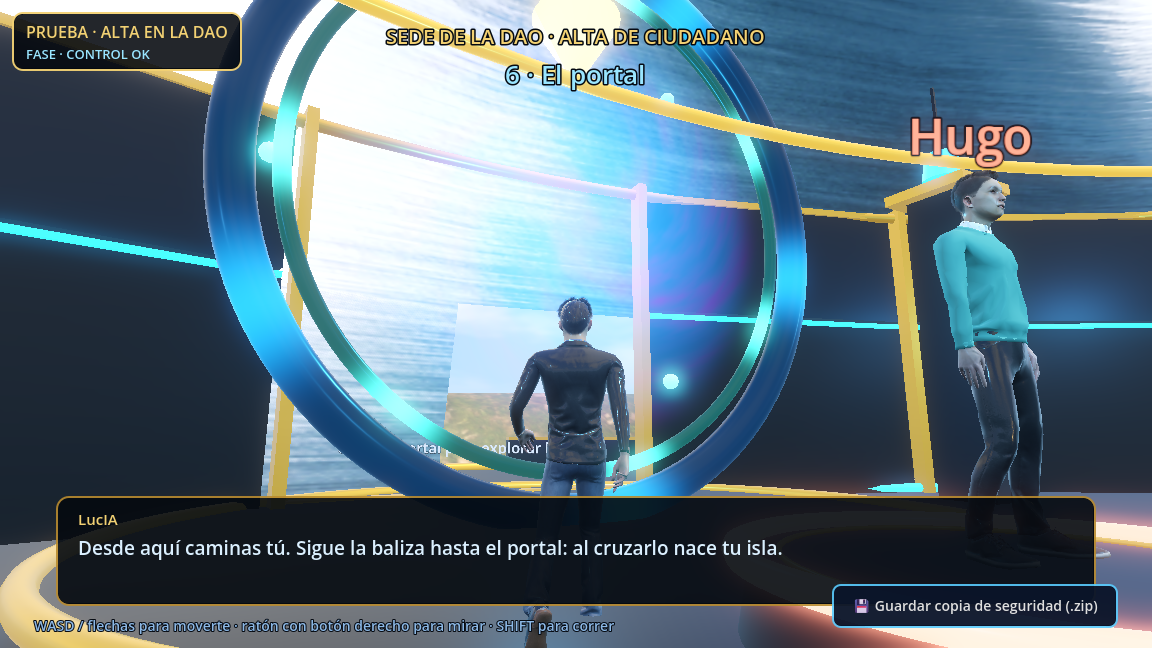 PRUEBA · ALTA EN LA DAO
FASE · CONTROL OK
SEDE DE LA DAO · ALTA DE CIUDADANO
6 · El portal
Hugo
explorar
LucIA
Desde aquí caminas tú. Sigue la baliza hasta el portal: al cruzarlo nace tu isla.
Guardar copia de seguridad (.zip)
WASD / flechas para moverte · ratón con botón derecho para mirar · SHIFT para correr